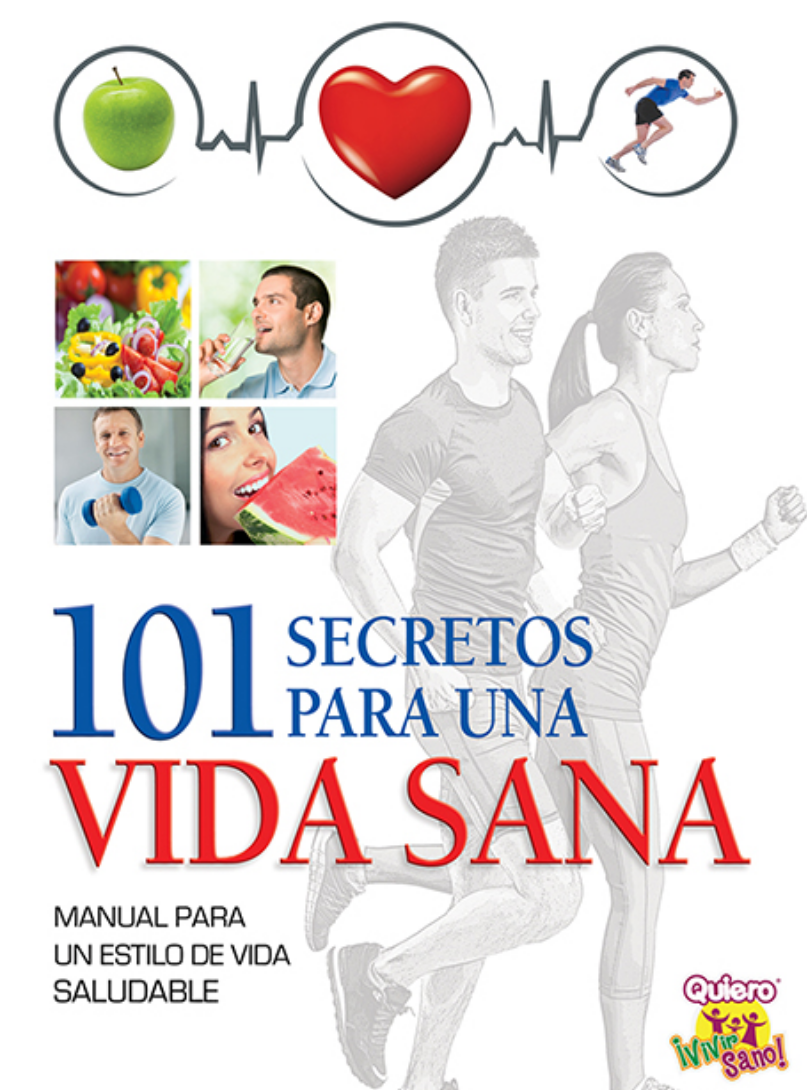 101 SECRETOS
PARA UNA
VIDA SANA
MANUAL PARA
UN ESTILO DE VIDA
SALUDABLE
Quiero
¡Vivir
Sano!